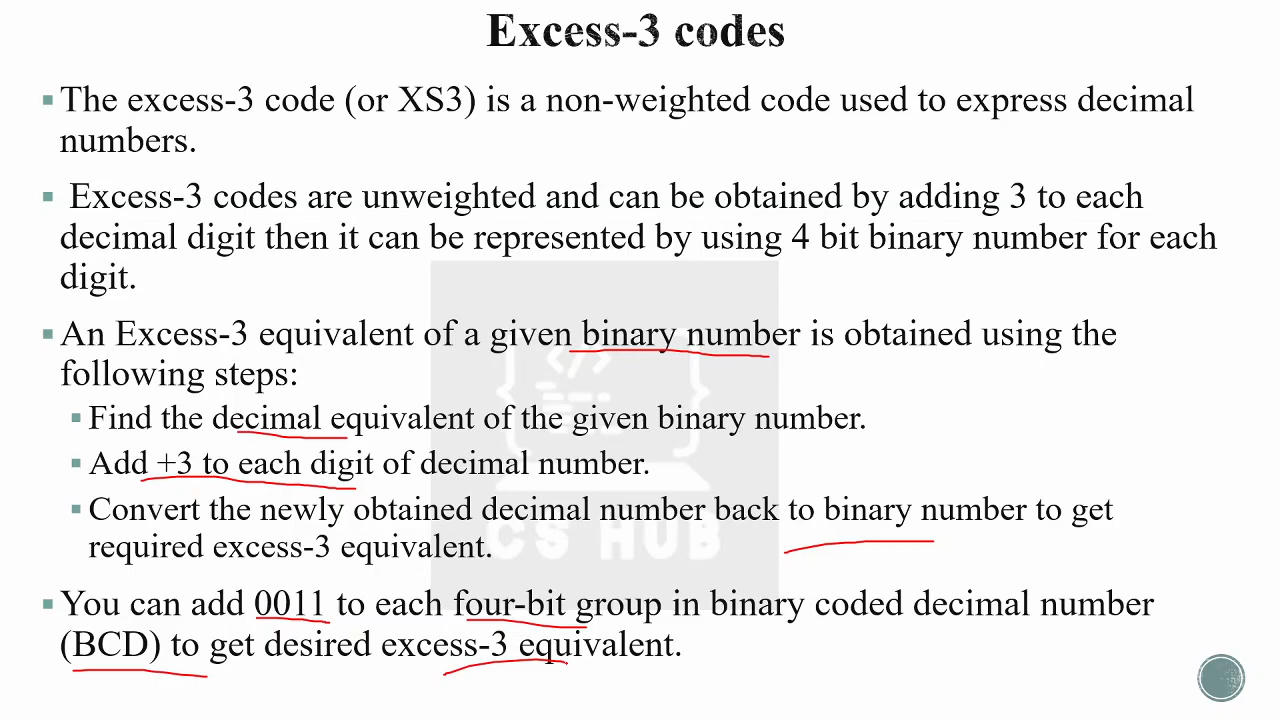 Excess-3 codes
▪ The excess-3 code (or XS3) is a non-weighted code used to express decimal
numbers.
▪ Excess-3 codes are unweighted and can be obtained by adding 3 to each
decimal digit then it can be represented by using 4 bit binary number for each
digit.
▪ An Excess-3 equivalent of a given binary number is obtained using the
following steps:
▪ Find the decimal equivalent of the given binary number.
▪ Add +3 to each digit of decimal number.
▪ Convert the newly obtained decimal number back to binary number to get
required excess-3 equivalent.
CS HUB
▪ You can add 0011 to each four-bit group in binary coded decimal number
(BCD) to get desired excess-3 equivalent.